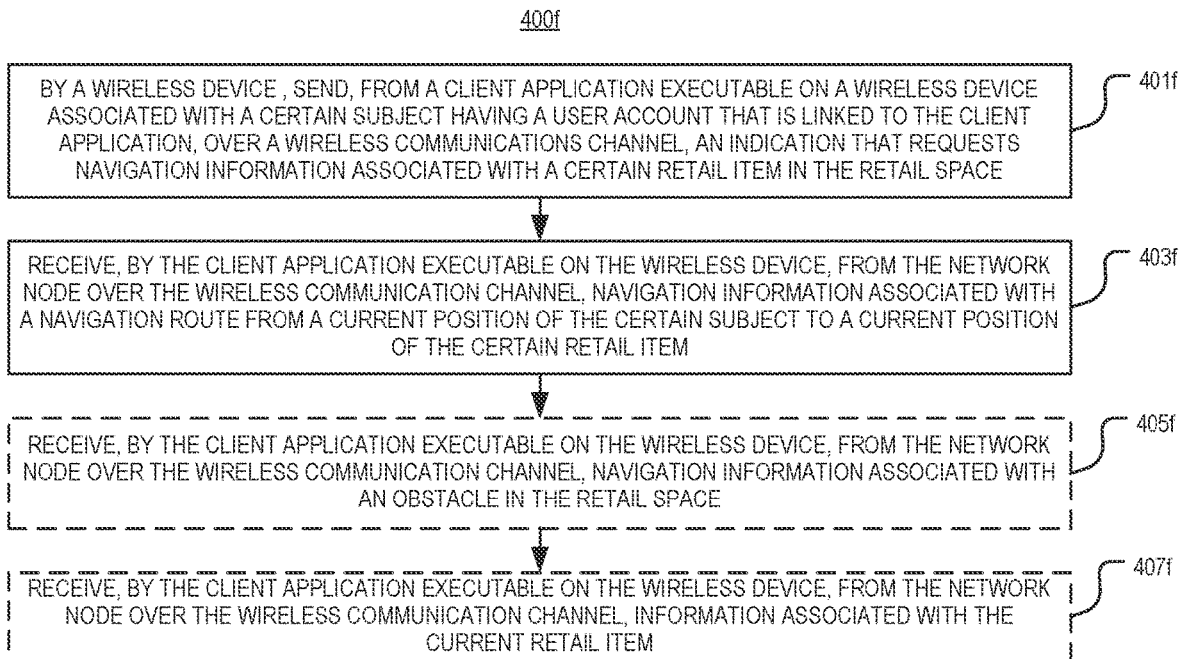 400f
BY A WIRELESS DEVICE , SEND, FROM A CLIENT APPLICATION EXECUTABLE ON A WIRELESS DEVICE
ASSOCIATED WITH A CERTAIN SUBJECT HAVING A USER ACCOUNT THAT IS LINKED TO THE CLIENT
APPLICATION, OVER A WIRELESS COMMUNICATIONS CHANNEL, AN INDICATION THAT REQUESTS
NAVIGATION INFORMATION ASSOCIATED WITH A CERTAIN RETAIL ITEM IN THE RETAIL SPACE
401f
RECEIVE, BY THE CLIENT APPLICATION EXECUTABLE ON THE WIRELESS DEVICE, FROM THE NETWORK
NODE OVER THE WIRELESS COMMUNICATION CHANNEL, NAVIGATION INFORMATION ASSOCIATED WITH
A NAVIGATION ROUTE FROM A CURRENT POSITION OF THE CERTAIN SUBJECT TO A CURRENT POSITION
OF THE CERTAIN RETAIL ITEM
403f
RECEIVE, BY THE CLIENT APPLICATION EXECUTABLE ON THE WIRELESS DEVICE, FROM THE NETWORK
NODE OVER THE WIRELESS COMMUNICATION CHANNEL, NAVIGATION INFORMATION ASSOCIATED WITH
AN OBSTACLE IN THE RETAIL SPACE
405f
RECEIVE, BY THE CLIENT APPLICATION EXECUTABLE ON THE WIRELESS DEVICE, FROM THE NETWORK
NODE OVER THE WIRELESS COMMUNICATION CHANNEL, INFORMATION ASSOCIATED WITH THE
CURRENT RETAIL ITEM
407f